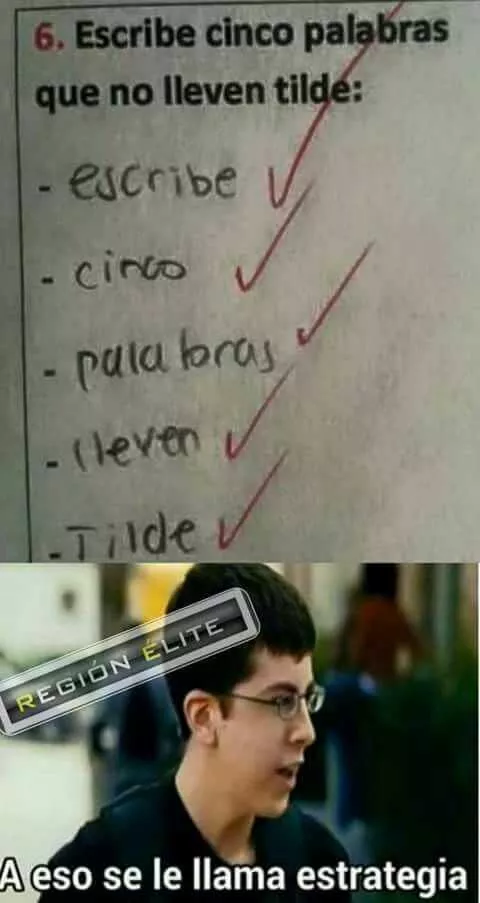 6. Escribe cinco palabras
que no lleven tilde:
- escribe
- cinco
- palabras
- lleven
- Tilde
REGIÓN ÉLITE
A eso se le llama estrategia